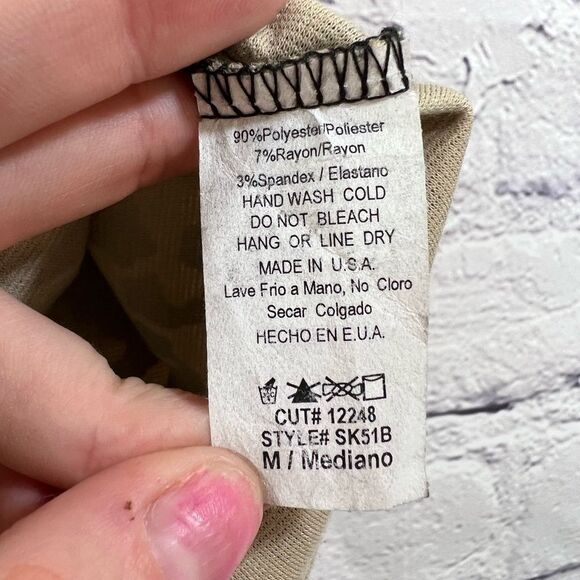 90%Polyester/Poliester
7%Rayon/Rayon
3%Spandex / Elastano
HAND WASH COLD
DO NOT BLEACH
HANG OR LINE DRY
MADE IN U.S.A.
Lave Frio a Mano, No Cloro
Secar Colgado
HECHO EN E.U.A.
CUT# 12248
STYLE# SK51B
M / Mediano